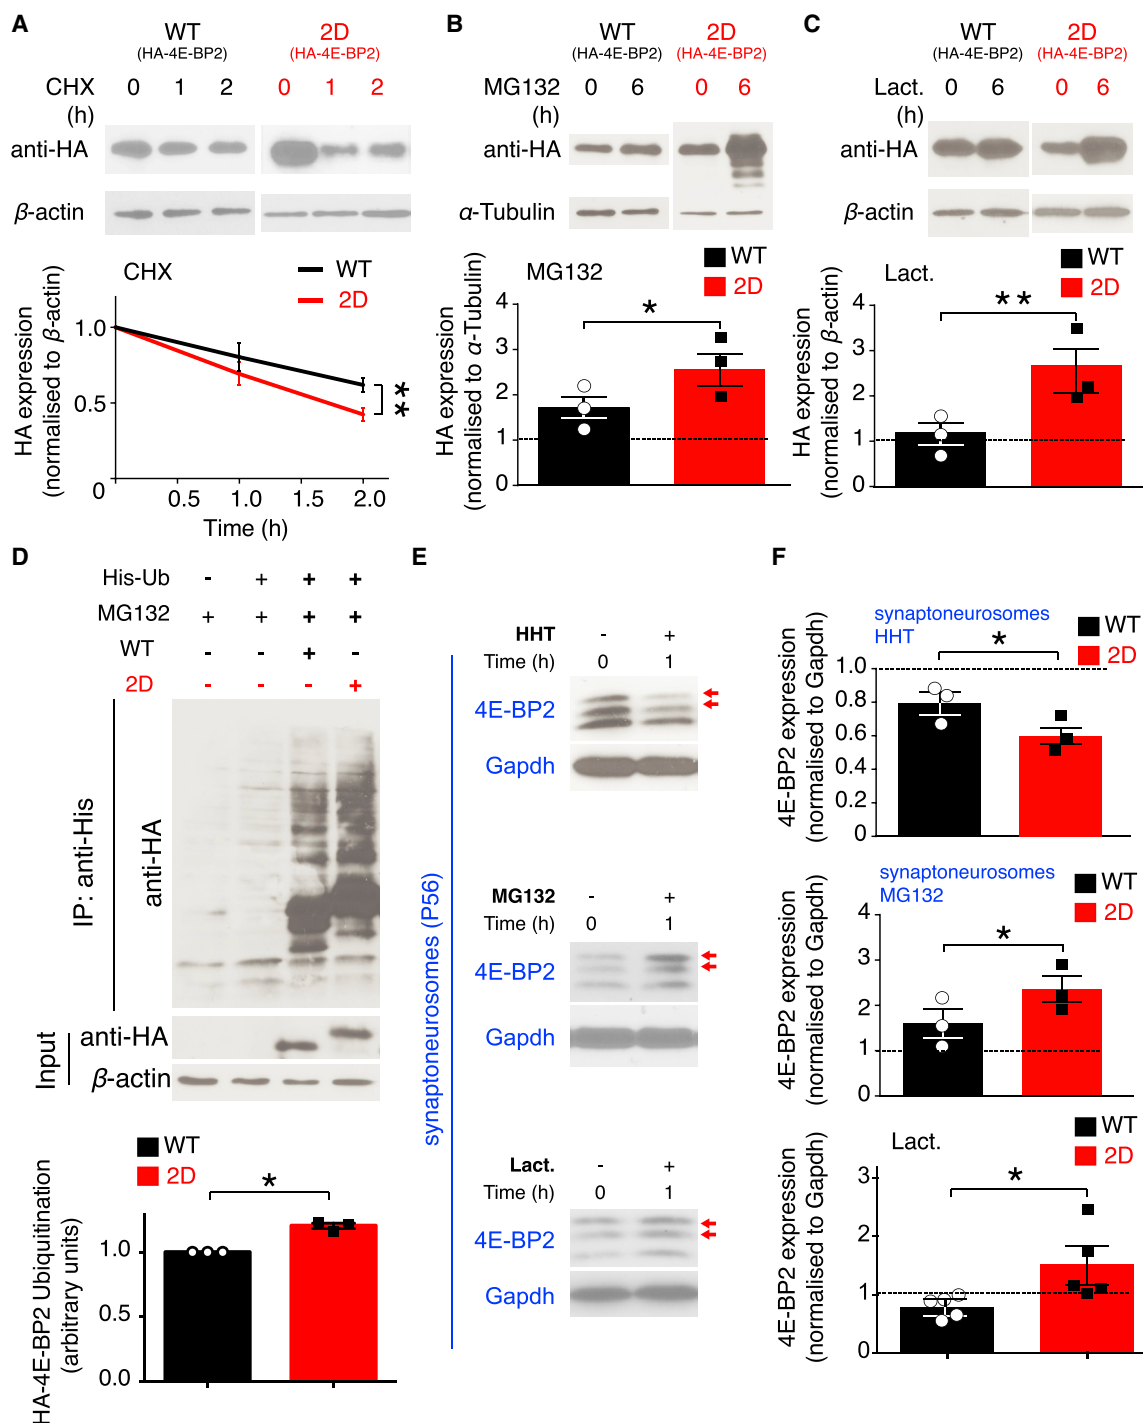 A
WT
(HA-4E-BP2)
2D
(HA-4E-BP2)
CHX
(h)
0 1 2 0 1 2
anti-HA
β-actin
CHX
WT
2D
HA expression
(normalised to β-actin)
1.0
0.5
0
0.5 1.0 1.5 2.0
Time (h)
**
B
WT
(HA-4E-BP2)
2D
(HA-4E-BP2)
MG132
(h)
0 6 0 6
anti-HA
α-Tubulin
MG132
WT
2D
HA expression
(normalised to α-Tubulin)
4
3
2
1
0
*
C
WT
(HA-4E-BP2)
2D
(HA-4E-BP2)
Lact.
(h)
0 6 0 6
anti-HA
β-actin
Lact.
WT
2D
HA expression
(normalised to β-actin)
4
3
2
1
0
**
D
His-Ub - + + +
MG132 + + + +
WT - - + -
2D - - - +
IP: anti-His
anti-HA
Input
anti-HA
β-actin
WT
2D
*
HA-4E-BP2 Ubiquitination
(arbitrary units)
1.0
0.5
0.0
E
synaptoneurosomes (P56)
HHT - +
Time (h) 0 1
4E-BP2
Gapdh
MG132 - +
Time (h) 0 1
4E-BP2
Gapdh
Lact. - +
Time (h) 0 1
4E-BP2
Gapdh
F
synaptoneurosomes
HHT
WT
2D
*
4E-BP2 expression
(normalised to Gapdh)
1.0
0.8
0.6
0.4
0.2
0
synaptoneurosomes
MG132
WT
2D
*
4E-BP2 expression
(normalised to Gapdh)
4
3
2
1
0
Lact.
WT
2D
*
4E-BP2 expression
(normalised to Gapdh)
3
2
1
0